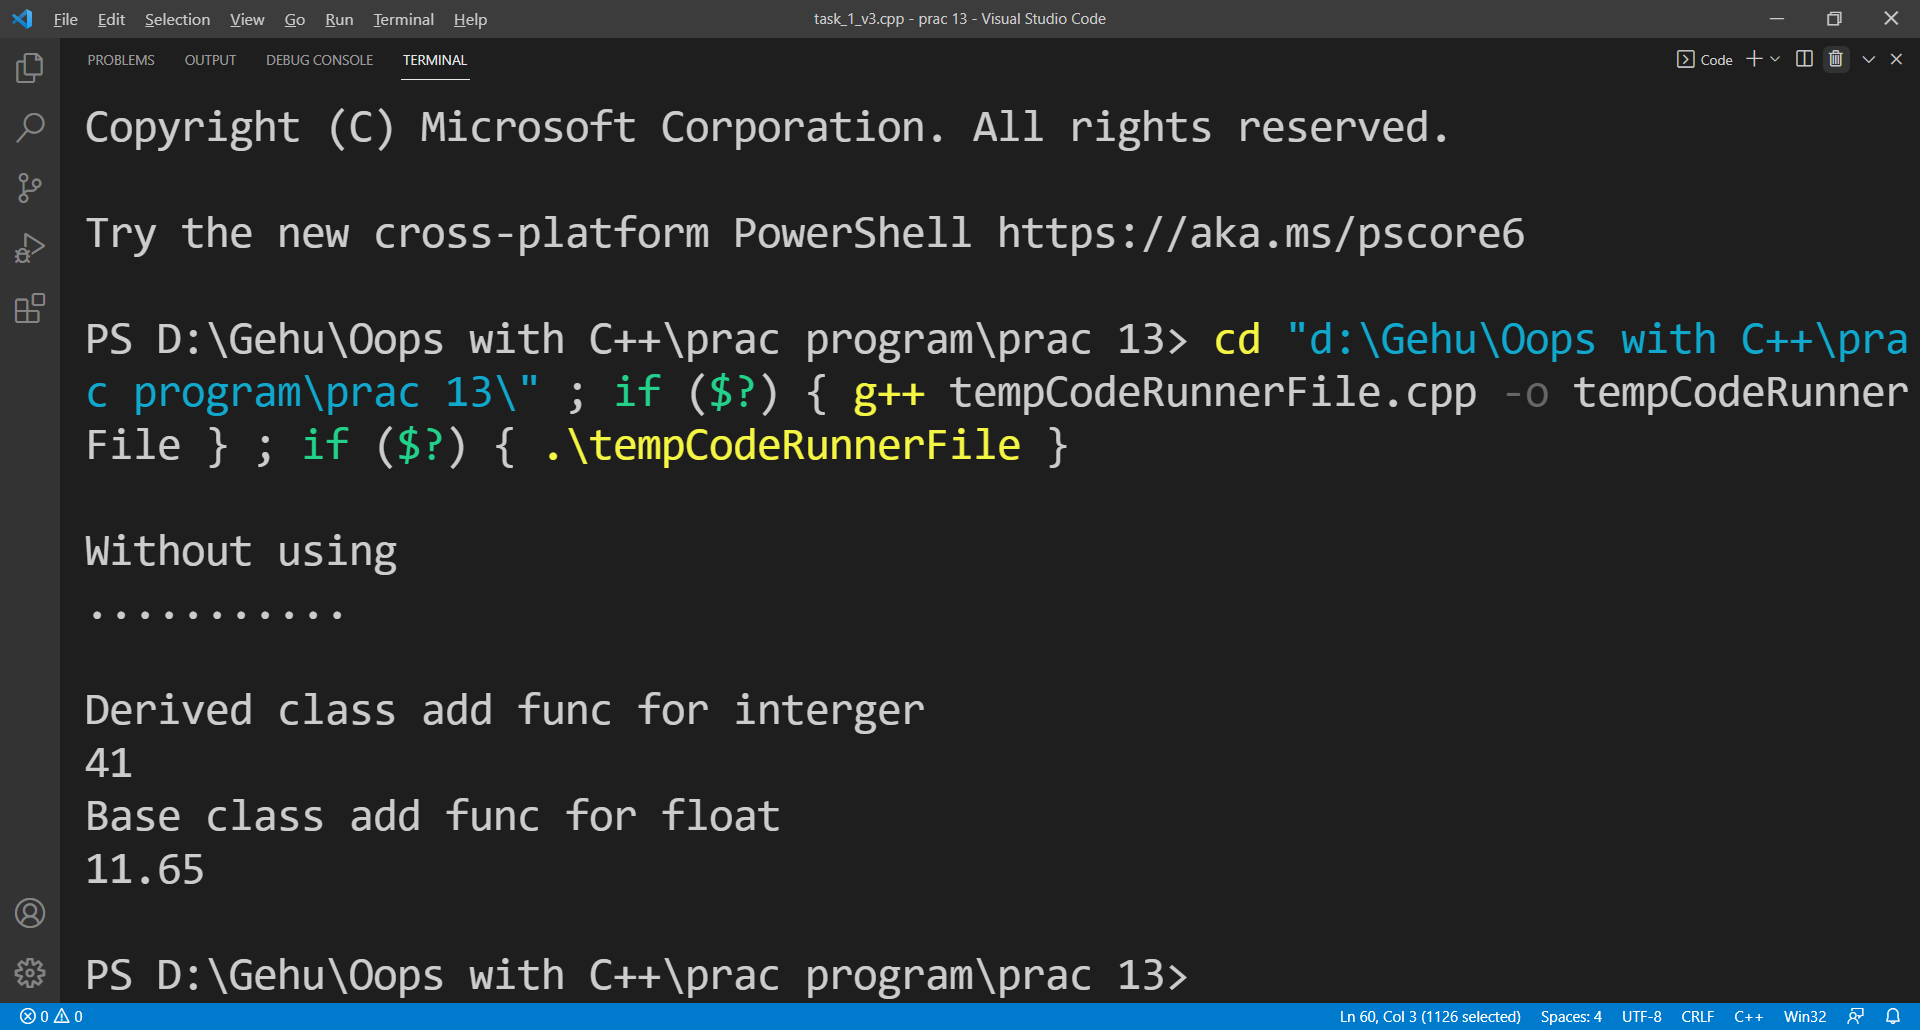 File Edit Selection View Go Run Terminal Help task_1_v3.cpp - prac 13 - Visual Studio Code
PROBLEMS OUTPUT DEBUG CONSOLE TERMINAL Code
Copyright (C) Microsoft Corporation. All rights reserved.
Try the new cross-platform PowerShell https://aka.ms/pscore6
PS D:\Gehu\Oops with C++\prac program\prac 13> cd "d:\Gehu\Oops with C++\pra
c program\prac 13\" ; if ($?) { g++ tempCodeRunnerFile.cpp -o tempCodeRunner
File } ; if ($?) { .\tempCodeRunnerFile }
Without using
...........
Derived class add func for interger
41
Base class add func for float
11.65
PS D:\Gehu\Oops with C++\prac program\prac 13>
0 0 Ln 60, Col 3 (1126 selected) Spaces: 4 UTF-8 CRLF C++ Win32